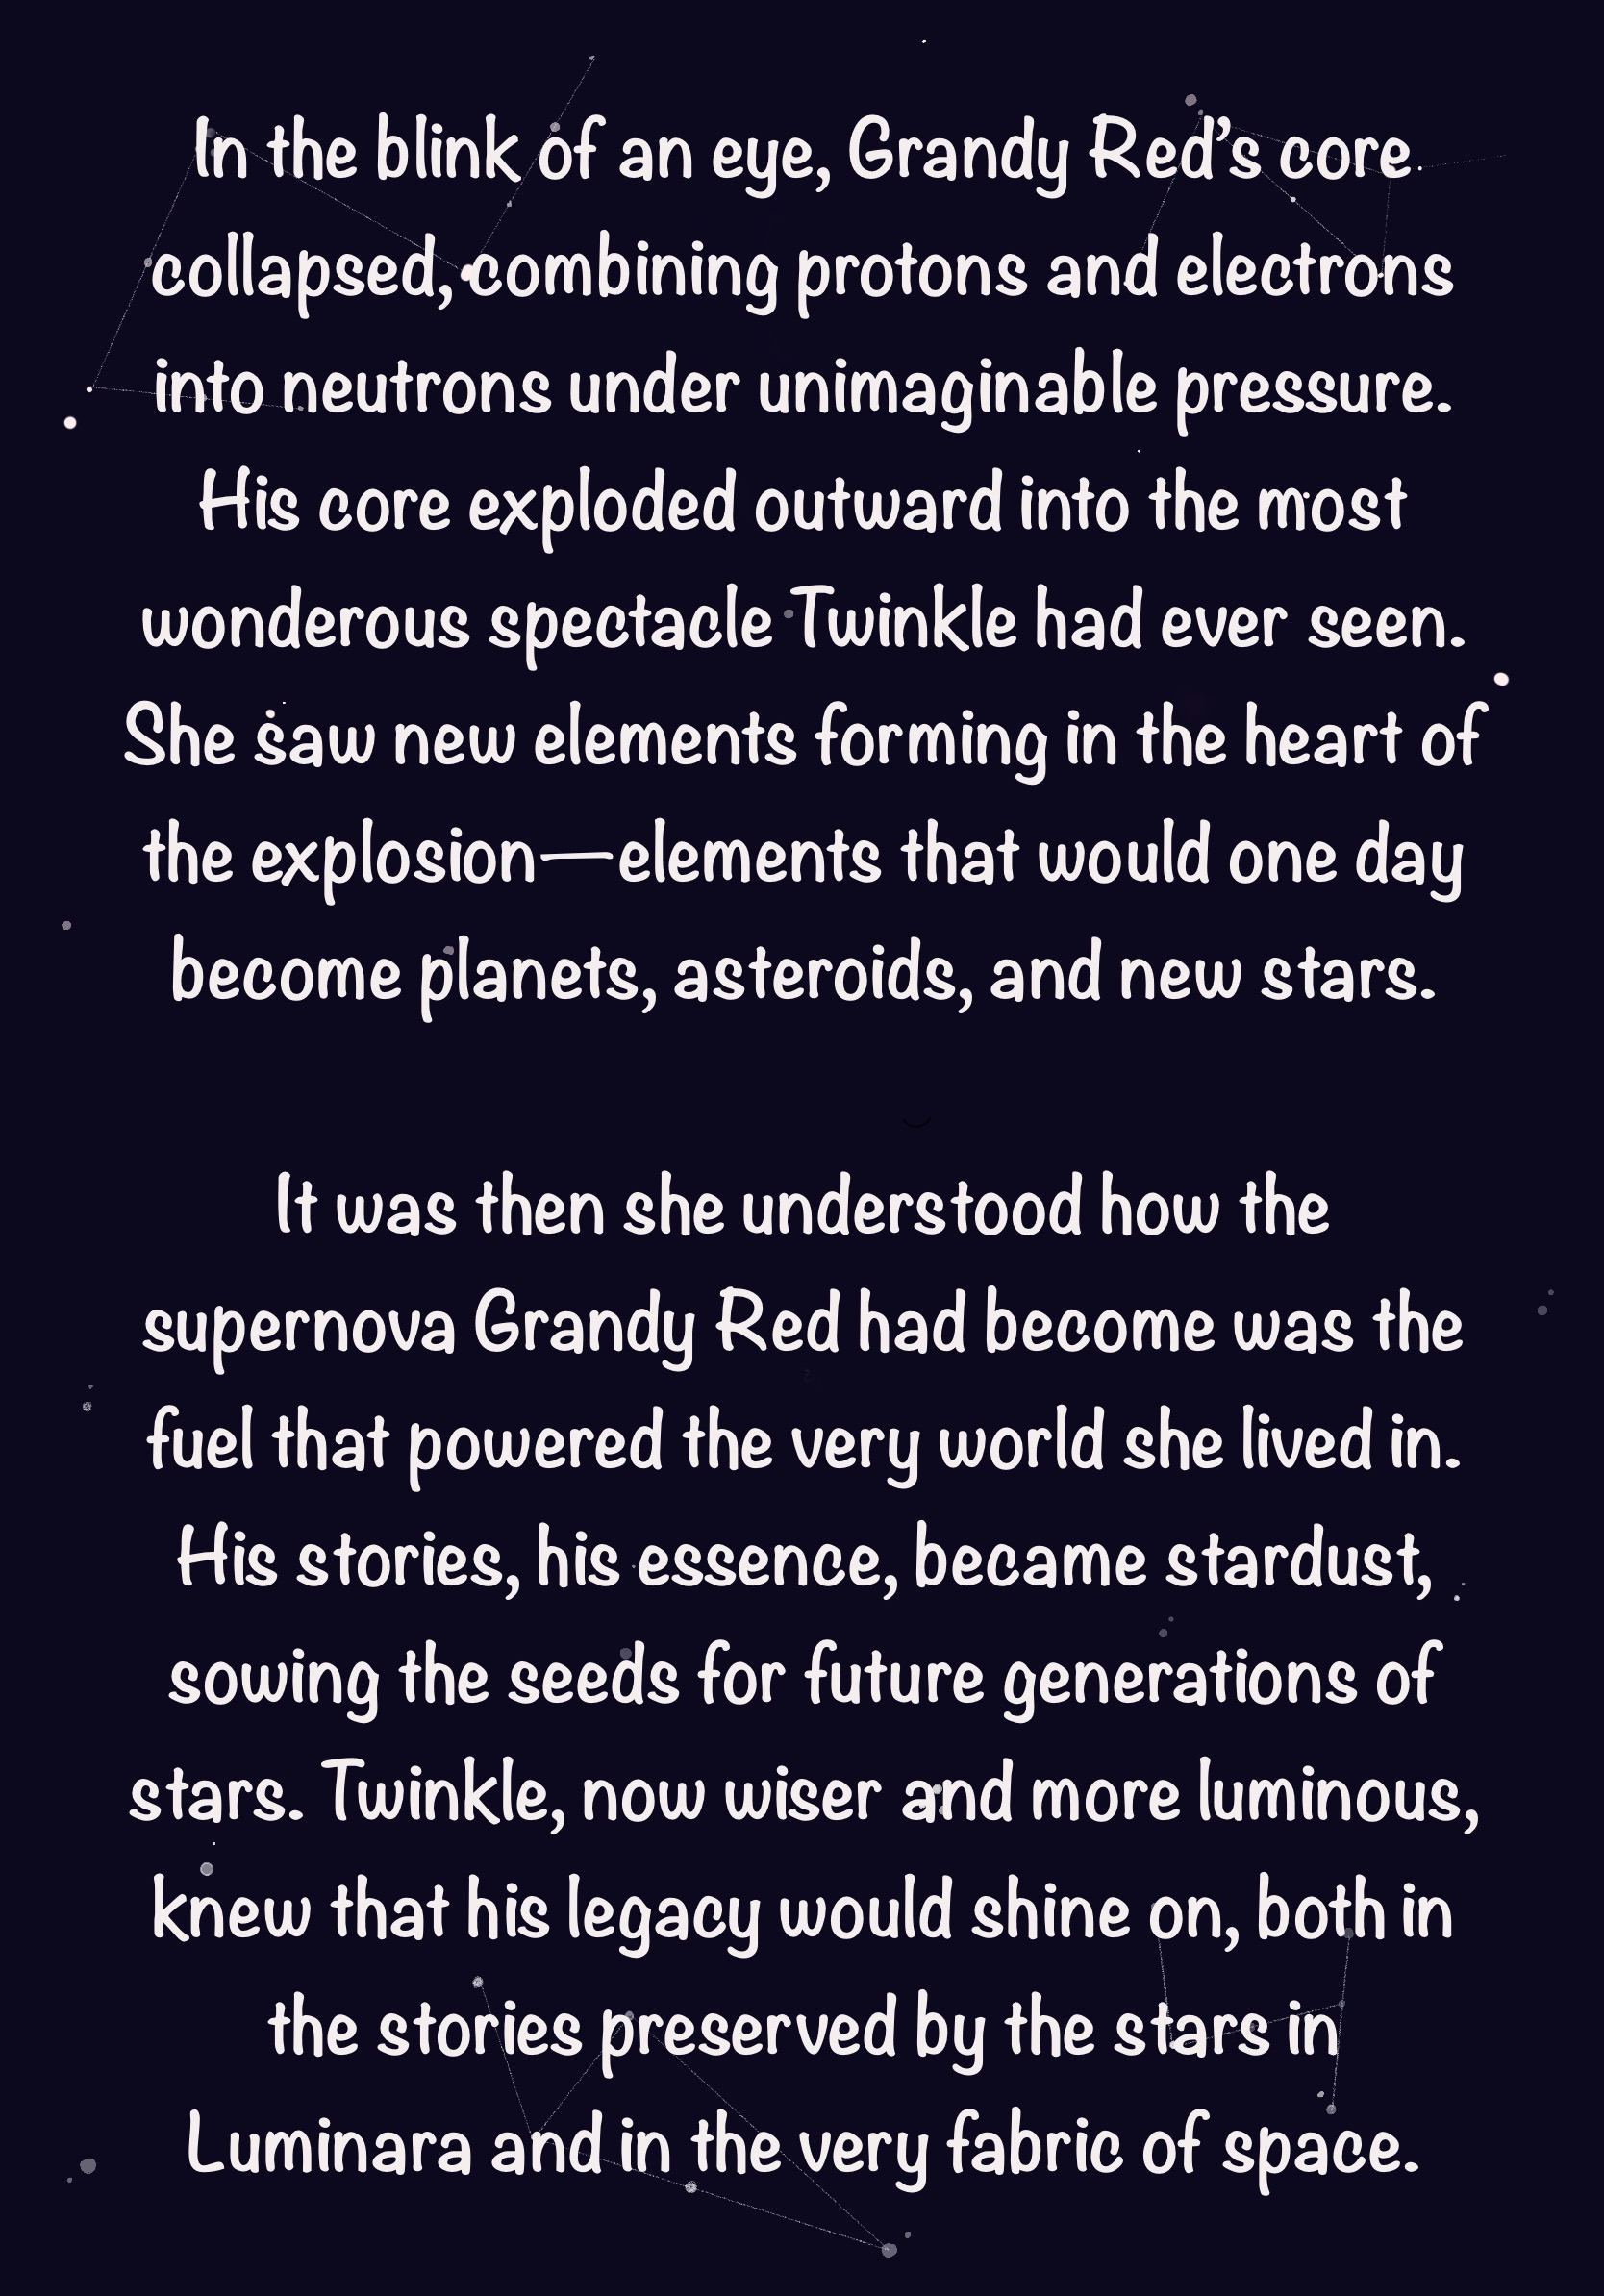 In the blink of an eye, Grandy Red’s core
collapsed, combining protons and electrons
into neutrons under unimaginable pressure.
His core exploded outward into the most
wonderous spectacle Twinkle had ever seen.
She saw new elements forming in the heart of
the explosion—elements that would one day
become planets, asteroids, and new stars.
It was then she understood how the
supernova Grandy Red had become was the
fuel that powered the very world she lived in.
His stories, his essence, became stardust,
sowing the seeds for future generations of
stars. Twinkle, now wiser and more luminous,
knew that his legacy would shine on, both in
the stories preserved by the stars in
Luminara and in the very fabric of space.